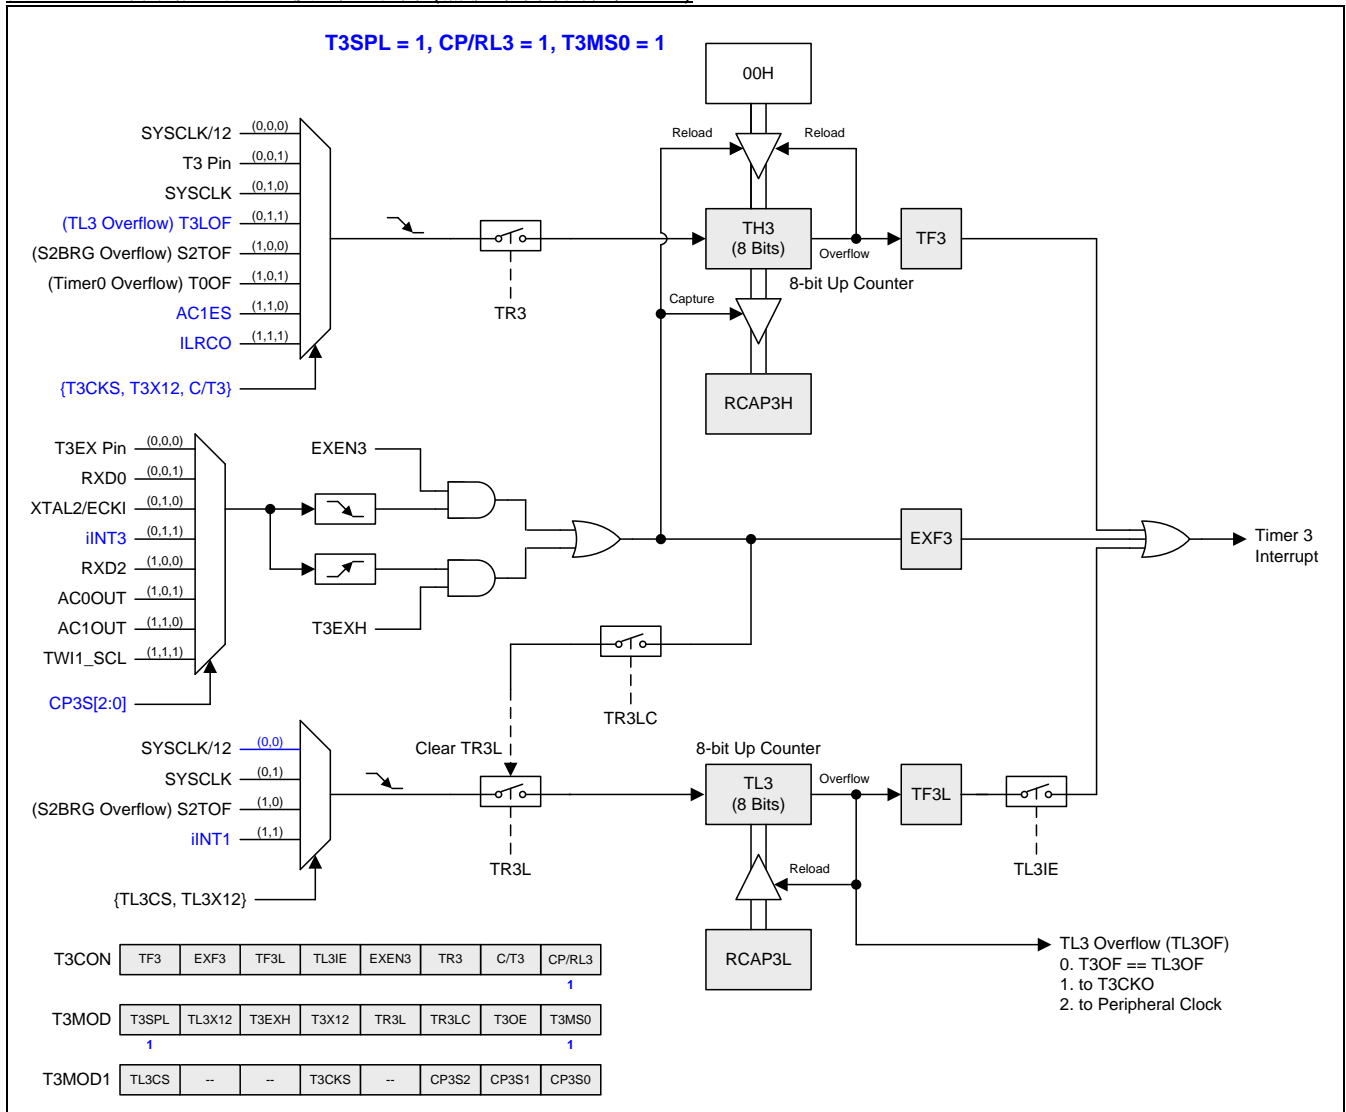 T3SPL = 1, CP/RL3 = 1, T3MS0 = 1
00H
Reload
Reload
SYSCLK/12 (0,0,0)
T3 Pin (0,0,1)
SYSCLK (0,1,0)
(TL3 Overflow) T3LOF (0,1,1)
(S2BRG Overflow) S2TOF (1,0,0)
(Timer0 Overflow) T0OF (1,0,1)
AC1ES (1,1,0)
ILRCO (1,1,1)
{T3CKS, T3X12, C/T3}
TR3
TH3
(8 Bits)
Overflow
TF3
8-bit Up Counter
Capture
RCAP3H
T3EX Pin (0,0,0)
RXD0 (0,0,1)
XTAL2/ECKI (0,1,0)
iINT3 (0,1,1)
RXD2 (1,0,0)
AC0OUT (1,0,1)
AC1OUT (1,1,0)
TWI1_SCL (1,1,1)
CP3S[2:0]
EXEN3
T3EXH
EXF3
Timer 3
Interrupt
TR3LC
SYSCLK/12 (0,0)
SYSCLK (0,1)
(S2BRG Overflow) S2TOF (1,0)
iINT1 (1,1)
{TL3CS, TL3X12}
Clear TR3L
TR3L
8-bit Up Counter
TL3
(8 Bits)
Overflow
TF3L
TL3IE
Reload
RCAP3L
TL3 Overflow (TL3OF)
0. T3OF == TL3OF
1. to T3CKO
2. to Peripheral Clock
T3CON TF3 EXF3 TF3L TL3IE EXEN3 TR3 C/T3 CP/RL3
1
T3MOD T3SPL TL3X12 T3EXH T3X12 TR3L TR3LC T3OE T3MS0
1 1
T3MOD1 TL3CS -- -- T3CKS -- CP3S2 CP3S1 CP3S0